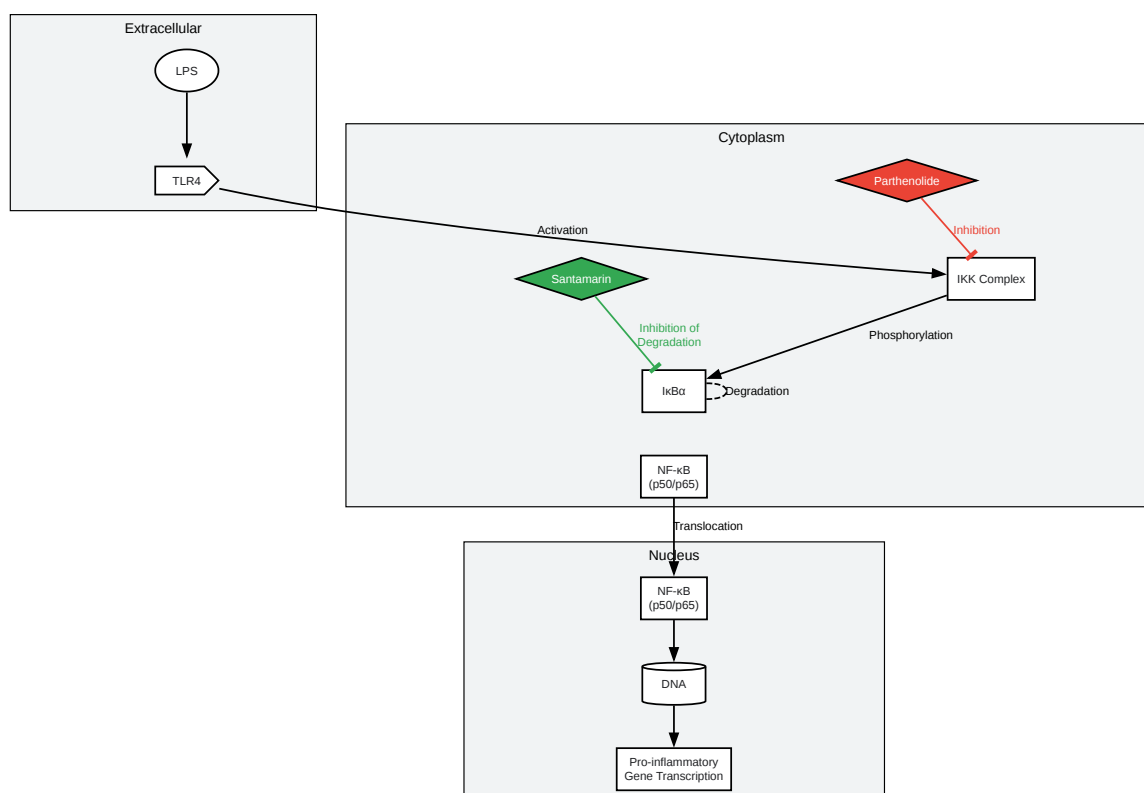 Extracellular
LPS
TLR4
Cytoplasm
Parthenolide
Activation
Inhibition
Santamarin
IKK Complex
Inhibition of
Degradation
Phosphorylation
IκBα
Degradation
NF-κB
(p50/p65)
Translocation
Nucleus
NF-κB
(p50/p65)
DNA
Pro-inflammatory
Gene Transcription